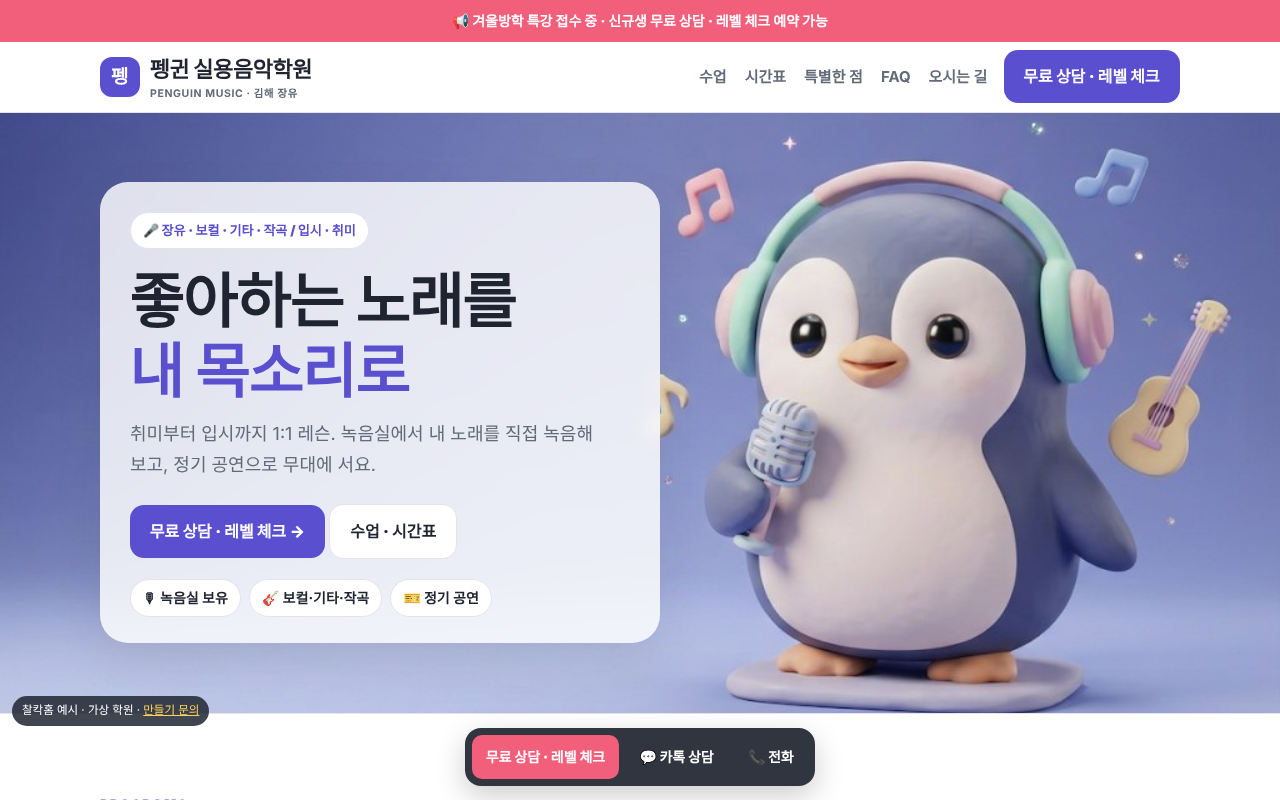 📢 겨울방학 특강 접수 중 · 신규생 무료 상담 · 레벨 체크 예약 가능
펭
펭귄 실용음악학원
PENGUIN MUSIC · 김해 장유
수업 시간표 특별한 점 FAQ 오시는 길 무료 상담 · 레벨 체크
🎤 장유 · 보컬 · 기타 · 작곡 / 입시 · 취미
좋아하는 노래를
내 목소리로
취미부터 입시까지 1:1 레슨. 녹음실에서 내 노래를 직접 녹음해
보고, 정기 공연으로 무대에 서요.
무료 상담 · 레벨 체크 → 수업 · 시간표
🎙 녹음실 보유 🎸 보컬·기타·작곡 🎫 정기 공연
찰칵홈 예시 · 가상 학원 · 만들기 문의
무료 상담 · 레벨 체크 💬 카톡 상담 📞 전화